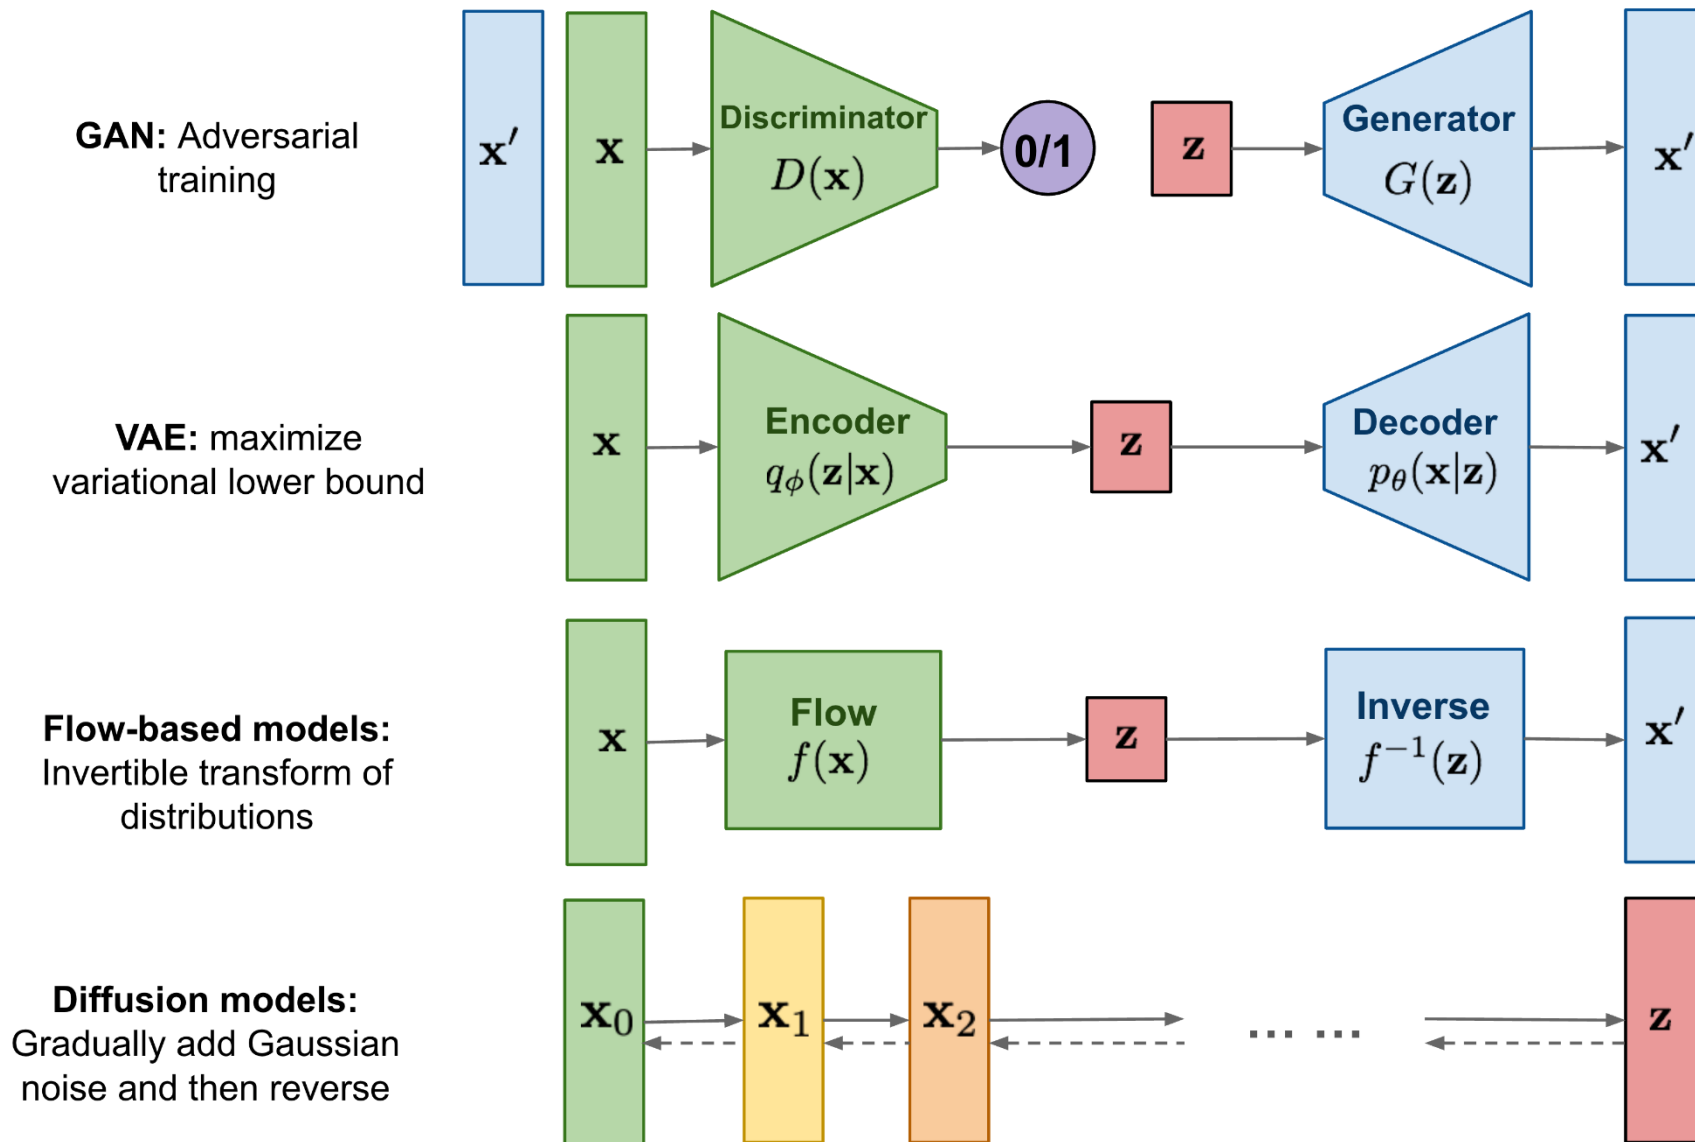 GAN: Adversarial
training
x′
x
Discriminator
D(x)
0/1
z
Generator
G(z)
x′
VAE: maximize
variational lower bound
x
Encoder
qϕ(z|x)
z
Decoder
pθ(x|z)
x′
Flow-based models:
Invertible transform of
distributions
x
Flow
f(x)
z
Inverse
f⁻¹(z)
x′
Diffusion models:
Gradually add Gaussian
noise and then reverse
x₀
x₁
x₂
... ...
z